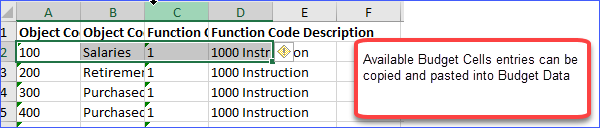 A B C D E F
1 Object Co Object Co Function C Function Code Description
2 100 Salaries 1 1000 Instr on
3 200 Retiremer 1 1000 Instruction
4 300 Purchased 1 1000 Instruction
5 400 Purchased 1 1000 Instruction
Available Budget Cells entries can be
copied and pasted into Budget Data